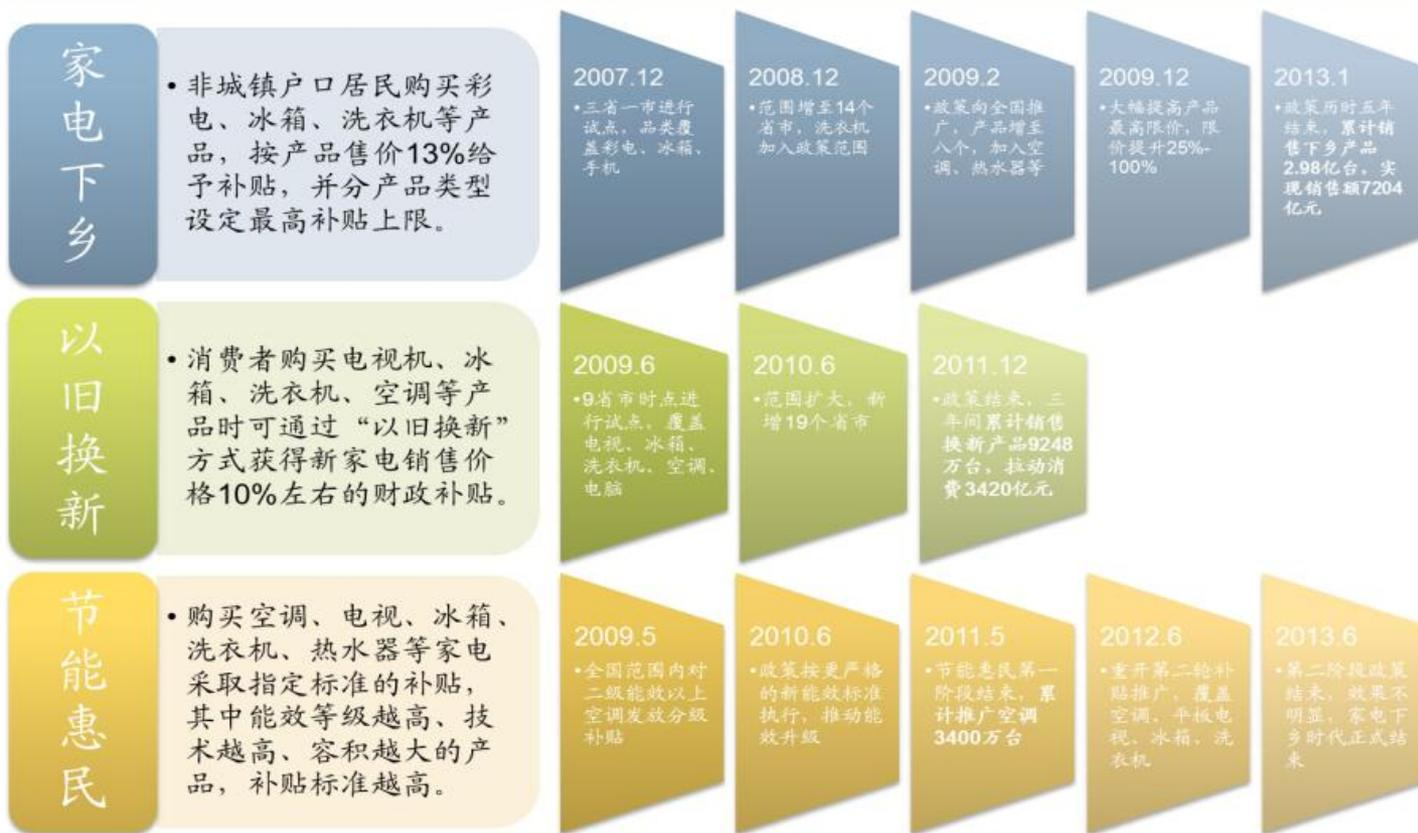 家电下乡
• 非城镇户口居民购买彩
电、冰箱、洗衣机等产
品，按产品售价13%给
予补贴，并分产品类型
设定最高补贴上限。
2007.12
•三省一市进行
试点，品类覆
盖彩电、冰箱、
手机
2008.12
•范围增至14个
省市，洗衣机
加入政策范围
2009.2
•政策向全国推
广，产品增至
八个，加入空
调、热水器等
2009.12
•大幅提高产品
最高限价，限
价提升25%-
100%
2013.1
•政策历时五年
结束，累计销
售下乡产品
2.98亿台，实
现销售额7204
亿元
以旧换新
• 消费者购买电视机、冰
箱、洗衣机、空调等产
品时可通过“以旧换新”
方式获得新家电销售价
格10%左右的财政补贴。
2009.6
•9省市时点进
行试点，覆盖
电视、冰箱、
洗衣机、空调、
电脑
2010.6
•范围扩大，新
增19个省市
2011.12
•政策结束，三
年间累计销售
换新产品9248
万台，拉动消
费3420亿元
节能惠民
• 购买空调、电视、冰箱、
洗衣机、热水器等家电
采取指定标准的补贴，
其中能效等级越高、技
术越高、容积越大的产
品，补贴标准越高。
2009.5
•全国范围内对
二级能效以上
空调发放分级
补贴
2010.6
•政策按更严格
的新能效标准
执行，推动能
效升级
2011.5
•节能惠民第一
阶段结束，累
计推广空调
3400万台
2012.6
•重开第二轮补
贴推广，覆盖
空调、平板电
视、冰箱、洗
衣机
2013.6
•第二阶段政策
结束，效果不
明显，家电下
乡时代正式结
束